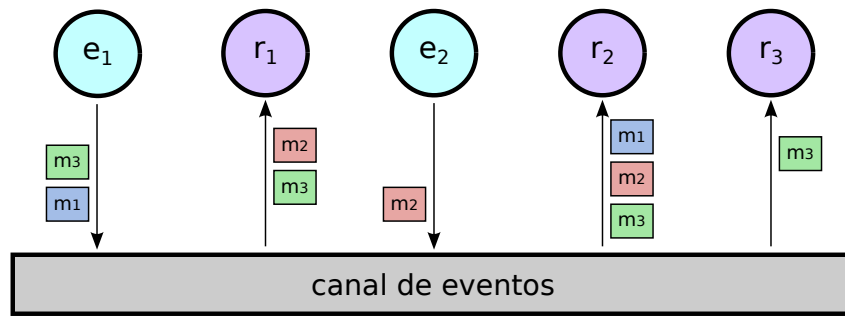 e₁ r₁ e₂ r₂ r₃
m₁
m₂
m₃ m₃
m₃ m₂
m₁ m₂ m₃
canal de eventos